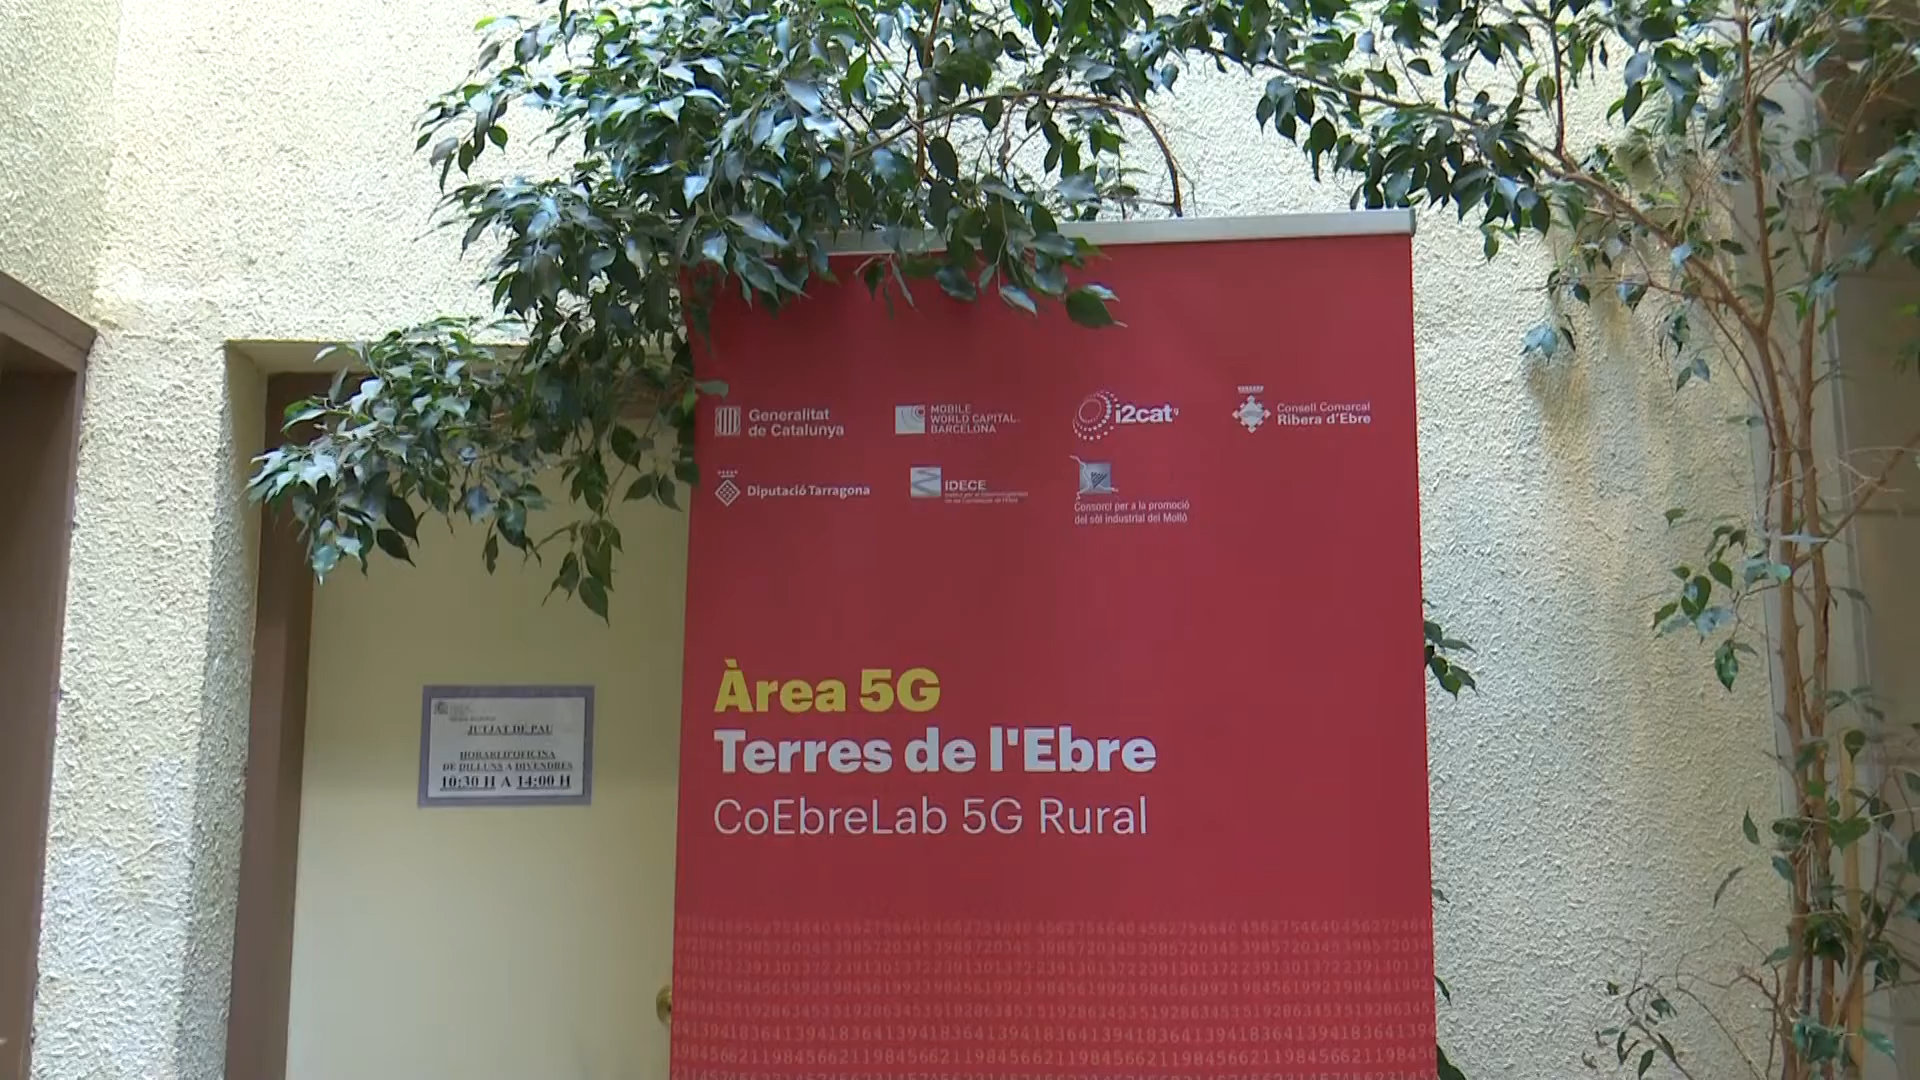 Generalitat
de Catalunya
MOBILE
WORLD CAPITAL
BARCELONA
i2cat
Consell Comarcal
Ribera d'Ebre
Diputació Tarragona
IDECE
Consorci per a la promoció
del sòl industrial del Molló
Àrea 5G
Terres de l'Ebre
CoEbreLab 5G Rural
JUTJAT DE PAU
HORARI D'OFICINA
DE DILLUNS A DIVENDRES
10:30 H A 14:00 H